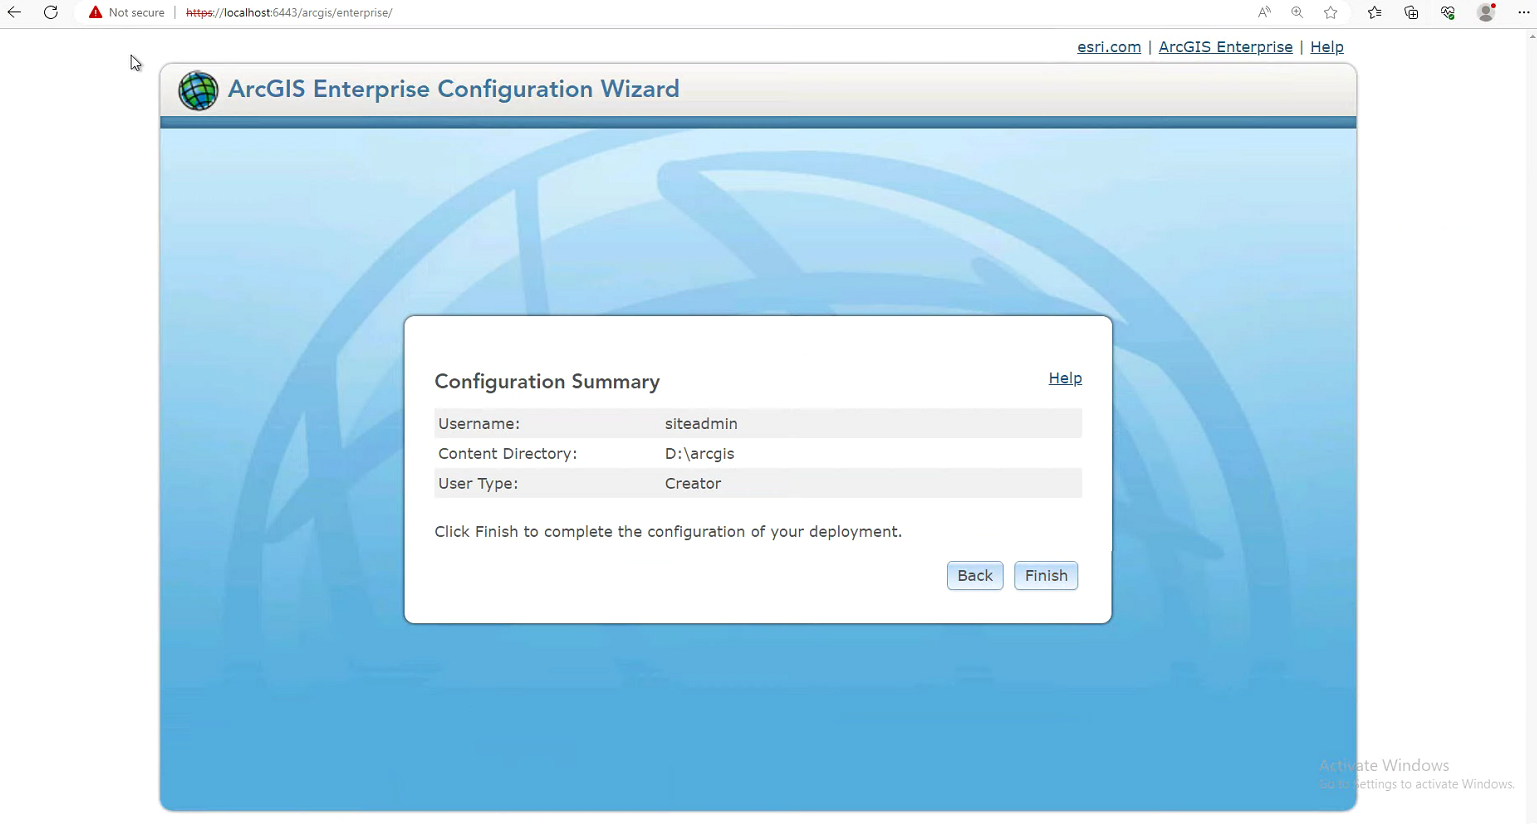 Not secure | https://localhost:6443/arcgis/enterprise/
esri.com | ArcGIS Enterprise | Help
ArcGIS Enterprise Configuration Wizard
Configuration Summary
Help
Username: siteadmin
Content Directory: D:\arcgis
User Type: Creator
Click Finish to complete the configuration of your deployment.
Back Finish
Activate Windows
Go to Settings to activate Windows.